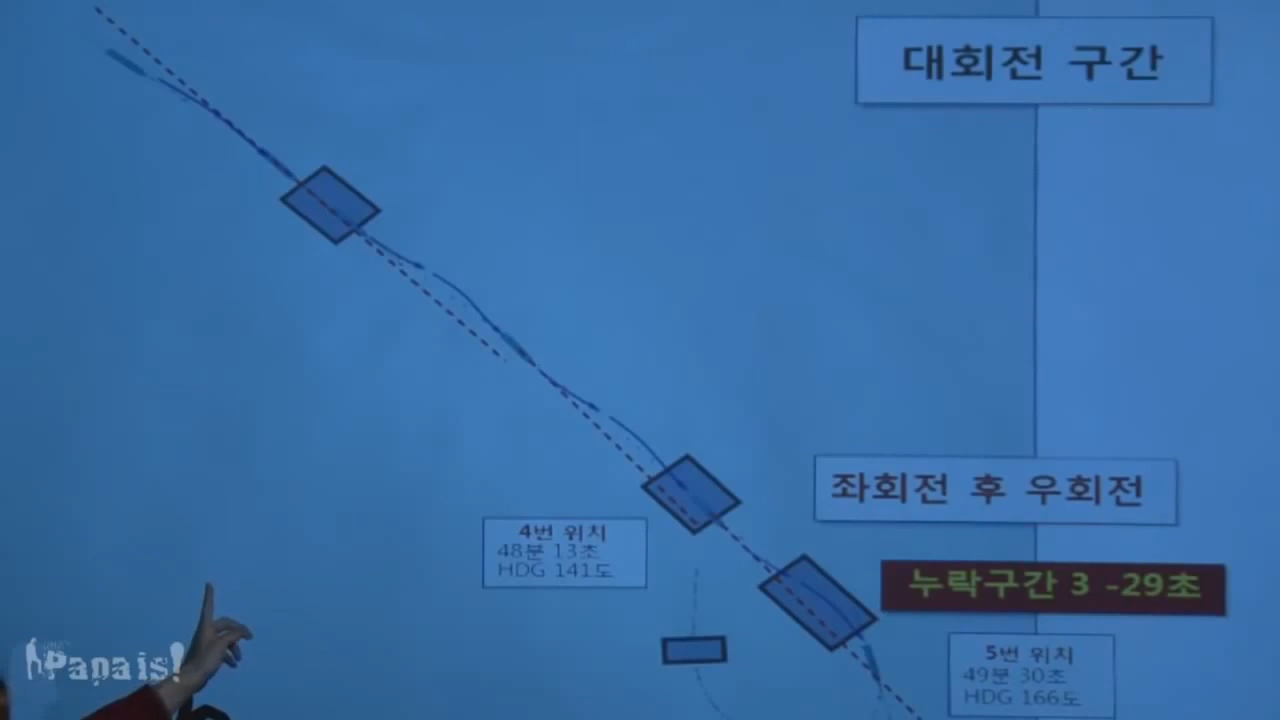 대회전 구간
좌회전 후 우회전
4번 위치
48분 13초
HDG 141도
누락구간 3 -29초
5번 위치
49분 30초
HDG 166도
Papa is!